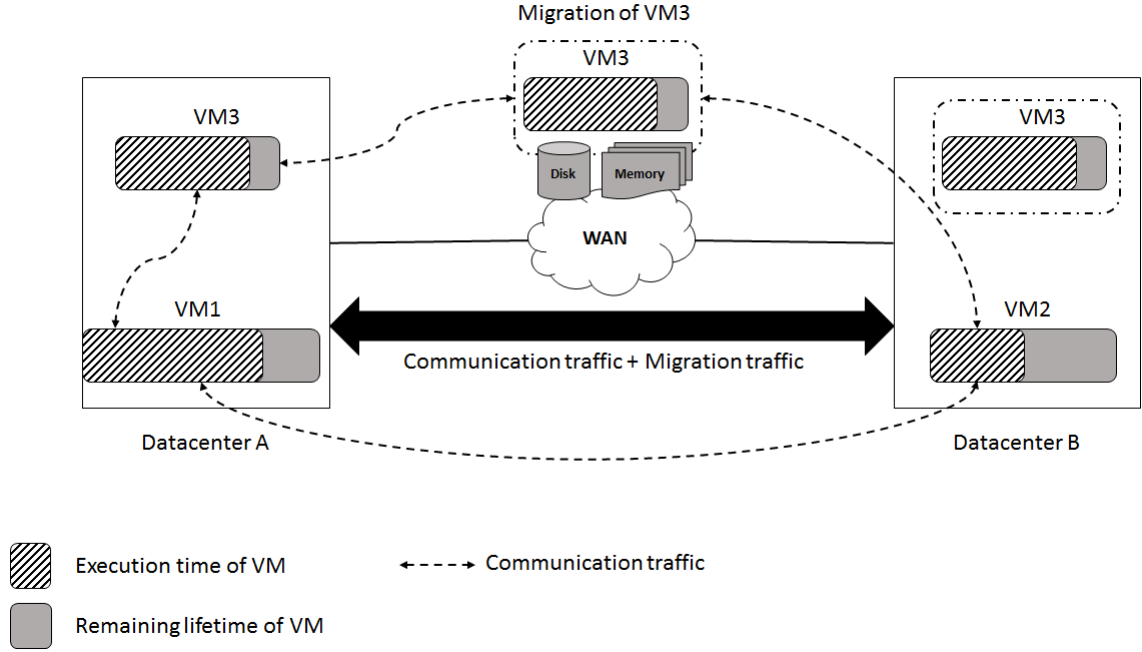 Migration of VM3
VM3
VM3
VM3
Disk
Memory
WAN
VM1
VM2
Communication traffic + Migration traffic
Datacenter A
Datacenter B
Execution time of VM
Communication traffic
Remaining lifetime of VM